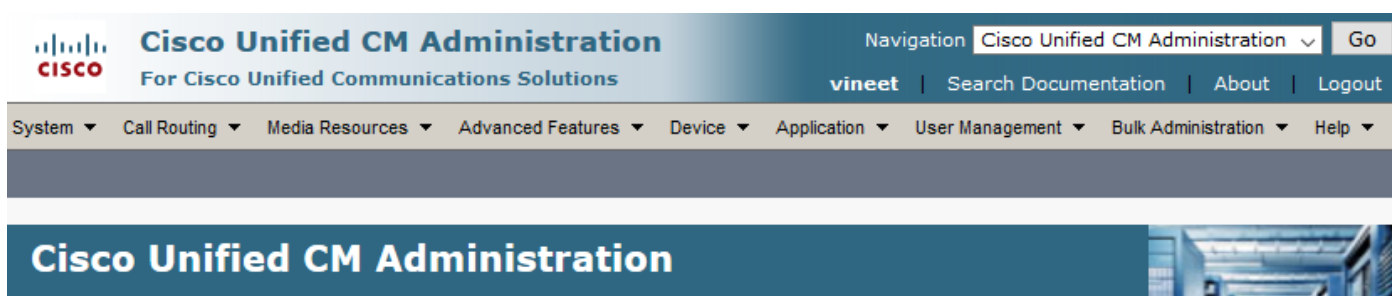 CISCO
Cisco Unified CM Administration
For Cisco Unified Communications Solutions
Navigation Cisco Unified CM Administration Go
vineet | Search Documentation | About | Logout
System Call Routing Media Resources Advanced Features Device Application User Management Bulk Administration Help
Cisco Unified CM Administration